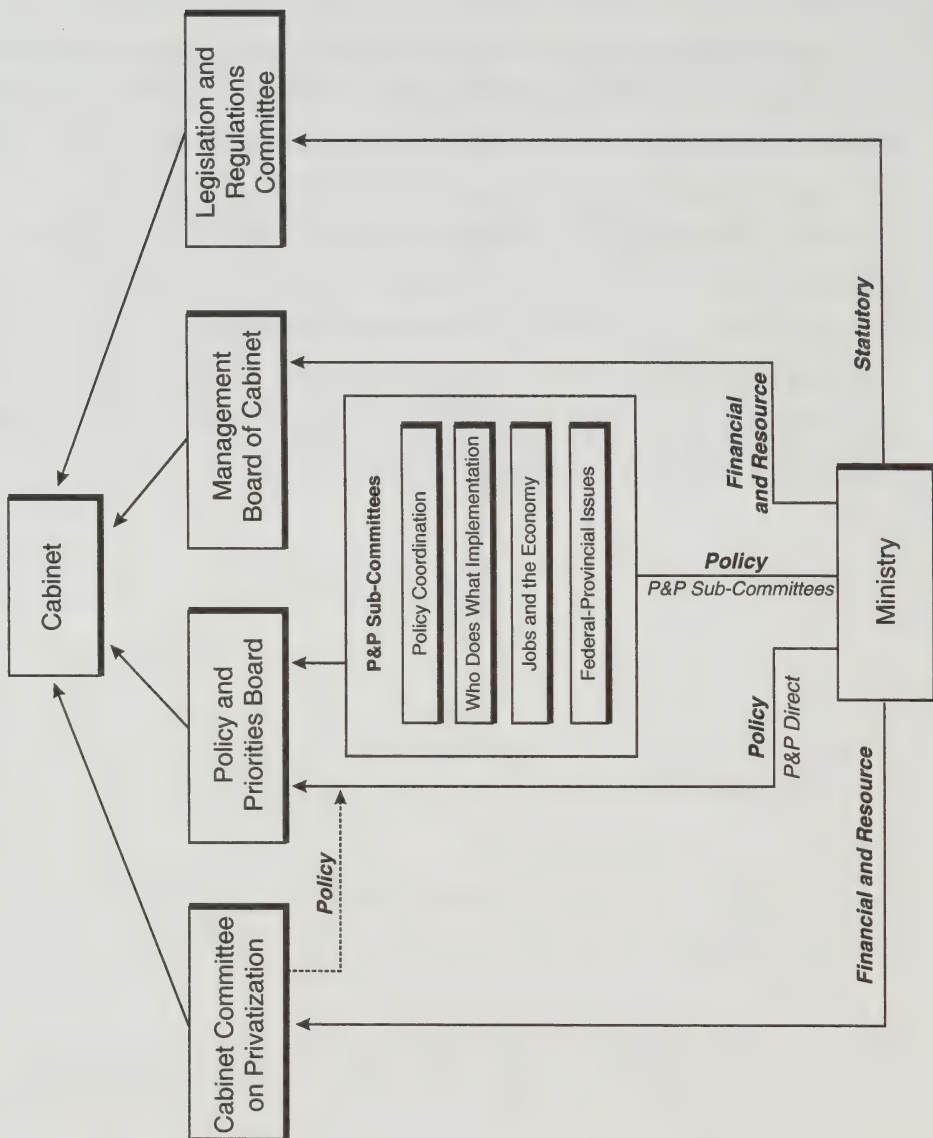 Cabinet
Cabinet Committee
on Privatization
Policy and
Priorities Board
Management
Board of Cabinet
Legislation and
Regulations
Committee
Policy
P&P Sub-Committees
Policy Coordination
Who Does What Implementation
Jobs and the Economy
Federal-Provincial Issues
Financial and Resource
Policy
P&P Direct
Policy
P&P Sub-Committees
Financial
and Resource
Statutory
Ministry